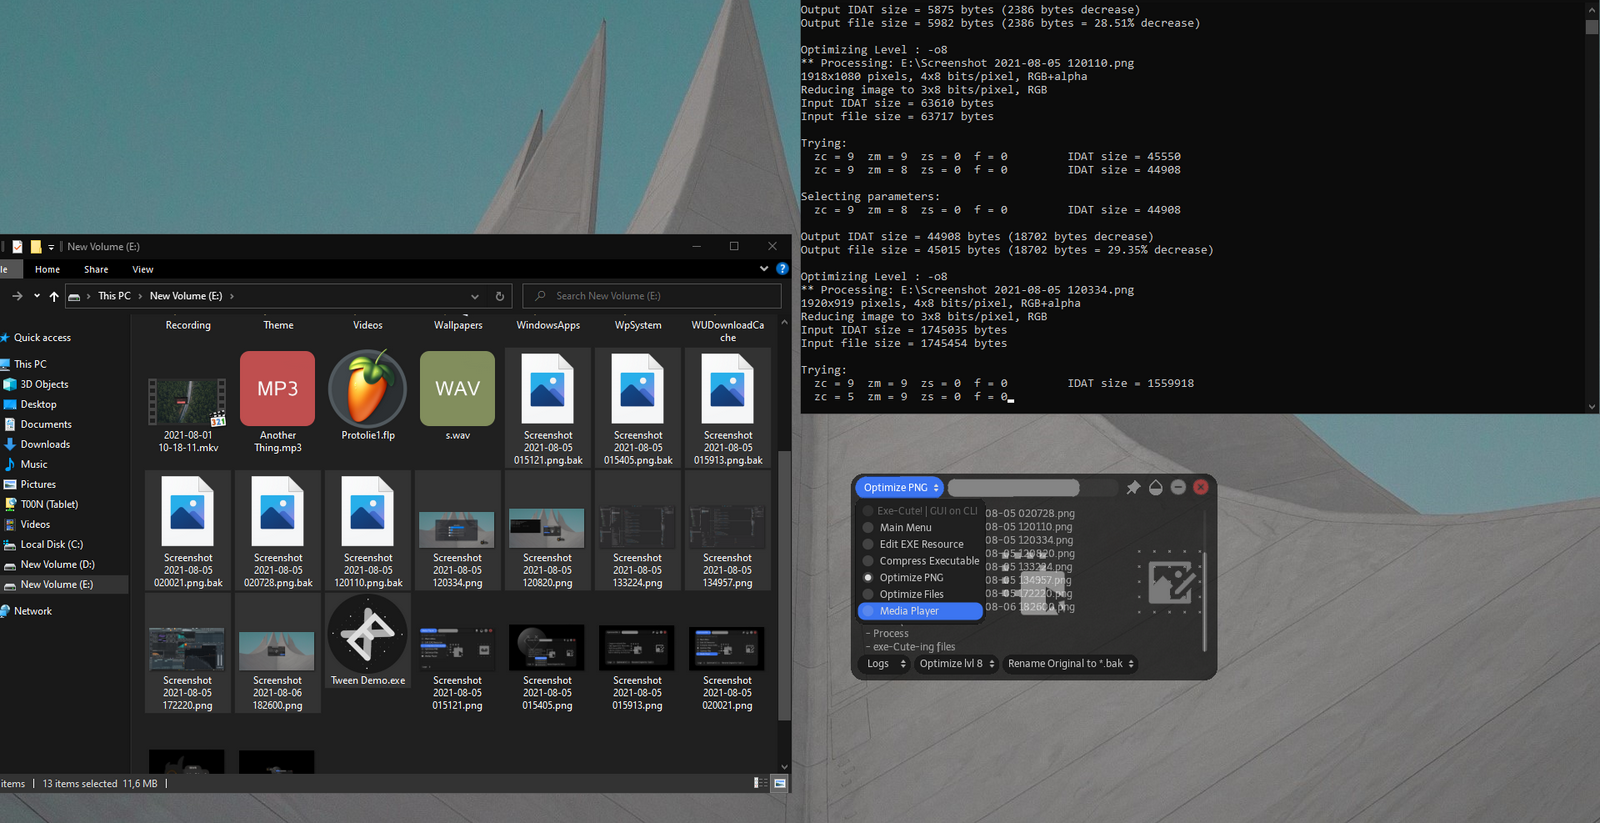 New Volume (E:)
le
Home
Share
View
This PC
New Volume (E:)
Search New Volume (E:)
Quick access
This PC
3D Objects
Desktop
Documents
Downloads
Music
Pictures
T00N (Tablet)
Videos
Local Disk (C:)
New Volume (D:)
New Volume (E:)
Network
Recording
Theme
Videos
Wallpapers
WindowsApps
WpSystem
WUDownloadCa
che
MP3
WAV
321
2021-08-01
10-18-11.mkv
Another
Thing.mp3
Protolie1.flp
s.wav
Screenshot
2021-08-05
015121.png.bak
Screenshot
2021-08-05
015405.png.bak
Screenshot
2021-08-05
015913.png.bak
Screenshot
2021-08-05
020021.png.bak
Screenshot
2021-08-05
020728.png.bak
Screenshot
2021-08-05
120110.png.bak
Screenshot
2021-08-05
120334.png
Screenshot
2021-08-05
120820.png
Screenshot
2021-08-05
133224.png
Screenshot
2021-08-05
134957.png
Screenshot
2021-08-05
172220.png
Screenshot
2021-08-06
182600.png
Tween Demo.exe
Screenshot
2021-08-05
015121.png
Screenshot
2021-08-05
015405.png
Screenshot
2021-08-05
015913.png
Screenshot
2021-08-05
020021.png
items
13 items selected 11,6 MB
Output IDAT size = 5875 bytes (2386 bytes decrease)
Output file size = 5982 bytes (2386 bytes = 28.51% decrease)
Optimizing Level : -o8
** Processing: E:\Screenshot 2021-08-05 120110.png
1918x1080 pixels, 4x8 bits/pixel, RGB+alpha
Reducing image to 3x8 bits/pixel, RGB
Input IDAT size = 63610 bytes
Input file size = 63717 bytes
Trying:
zc = 9 zm = 9 zs = 0 f = 0 IDAT size = 45550
zc = 9 zm = 8 zs = 0 f = 0 IDAT size = 44908
Selecting parameters:
zc = 9 zm = 8 zs = 0 f = 0 IDAT size = 44908
Output IDAT size = 44908 bytes (18702 bytes decrease)
Output file size = 45015 bytes (18702 bytes = 29.35% decrease)
Optimizing Level : -o8
** Processing: E:\Screenshot 2021-08-05 120334.png
1920x919 pixels, 4x8 bits/pixel, RGB+alpha
Reducing image to 3x8 bits/pixel, RGB
Input IDAT size = 1745035 bytes
Input file size = 1745454 bytes
Trying:
zc = 9 zm = 9 zs = 0 f = 0 IDAT size = 1559918
zc = 5 zm = 9 zs = 0 f = 0
Optimize PNG
Exe-Cute! | GUI on CLI
Main Menu
Edit EXE Resource
Compress Executable
Optimize PNG
Optimize Files
Media Player
08-05 020728.png
08-05 120110.png
08-05 120334.png
08-05 120820.png
08-05 133224.png
08-05 134957.png
08-05 172220.png
08-06 182600.png
- Process
- exe-Cute-ing files
Logs
Optimize lvl 8
Rename Original to *.bak